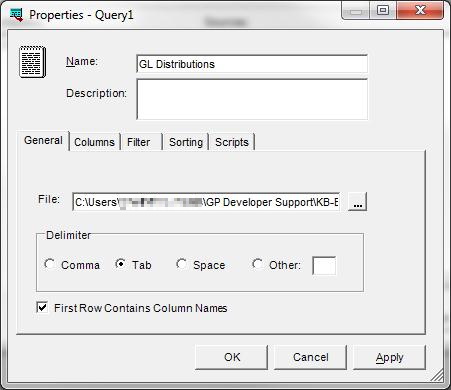 Properties - Query1
Name: GL Distributions
Description:
General Columns Filter Sorting Scripts
File: C:\Users\ \GP Developer Support\KB-E ...
Delimiter
Comma Tab Space Other:
First Row Contains Column Names
OK Cancel Apply